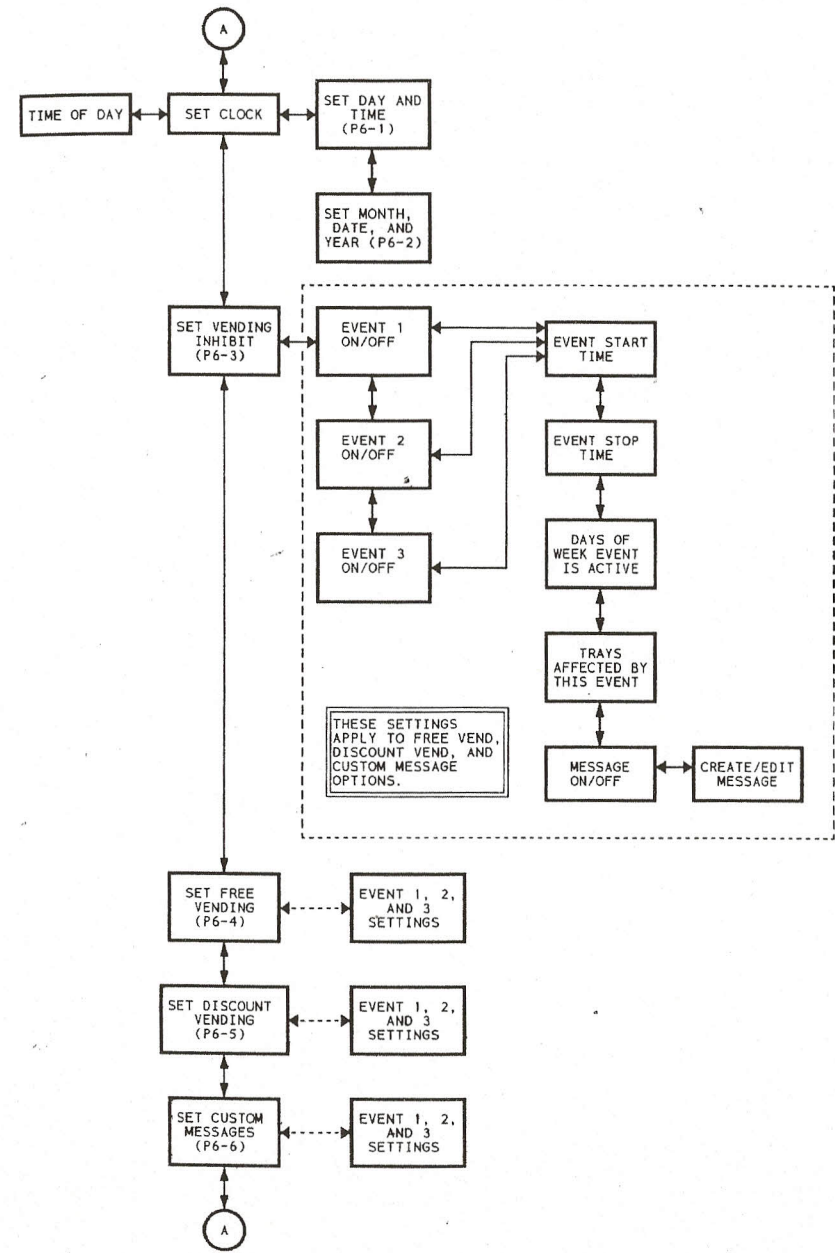 A
TIME OF DAY
SET CLOCK
SET DAY AND
TIME
(P6-1)
SET MONTH,
DATE, AND
YEAR (P6-2)
SET VENDING
INHIBIT
(P6-3)
EVENT 1
ON/OFF
EVENT START
TIME
EVENT 2
ON/OFF
EVENT STOP
TIME
EVENT 3
ON/OFF
DAYS OF
WEEK EVENT
IS ACTIVE
TRAYS
AFFECTED BY
THIS EVENT
THESE SETTINGS
APPLY TO FREE VEND,
DISCOUNT VEND, AND
CUSTOM MESSAGE
OPTIONS.
MESSAGE
ON/OFF
CREATE/EDIT
MESSAGE
SET FREE
VENDING
(P6-4)
EVENT 1, 2,
AND 3
SETTINGS
SET DISCOUNT
VENDING
(P6-5)
EVENT 1, 2,
AND 3
SETTINGS
SET CUSTOM
MESSAGES
(P6-6)
EVENT 1, 2,
AND 3
SETTINGS
A